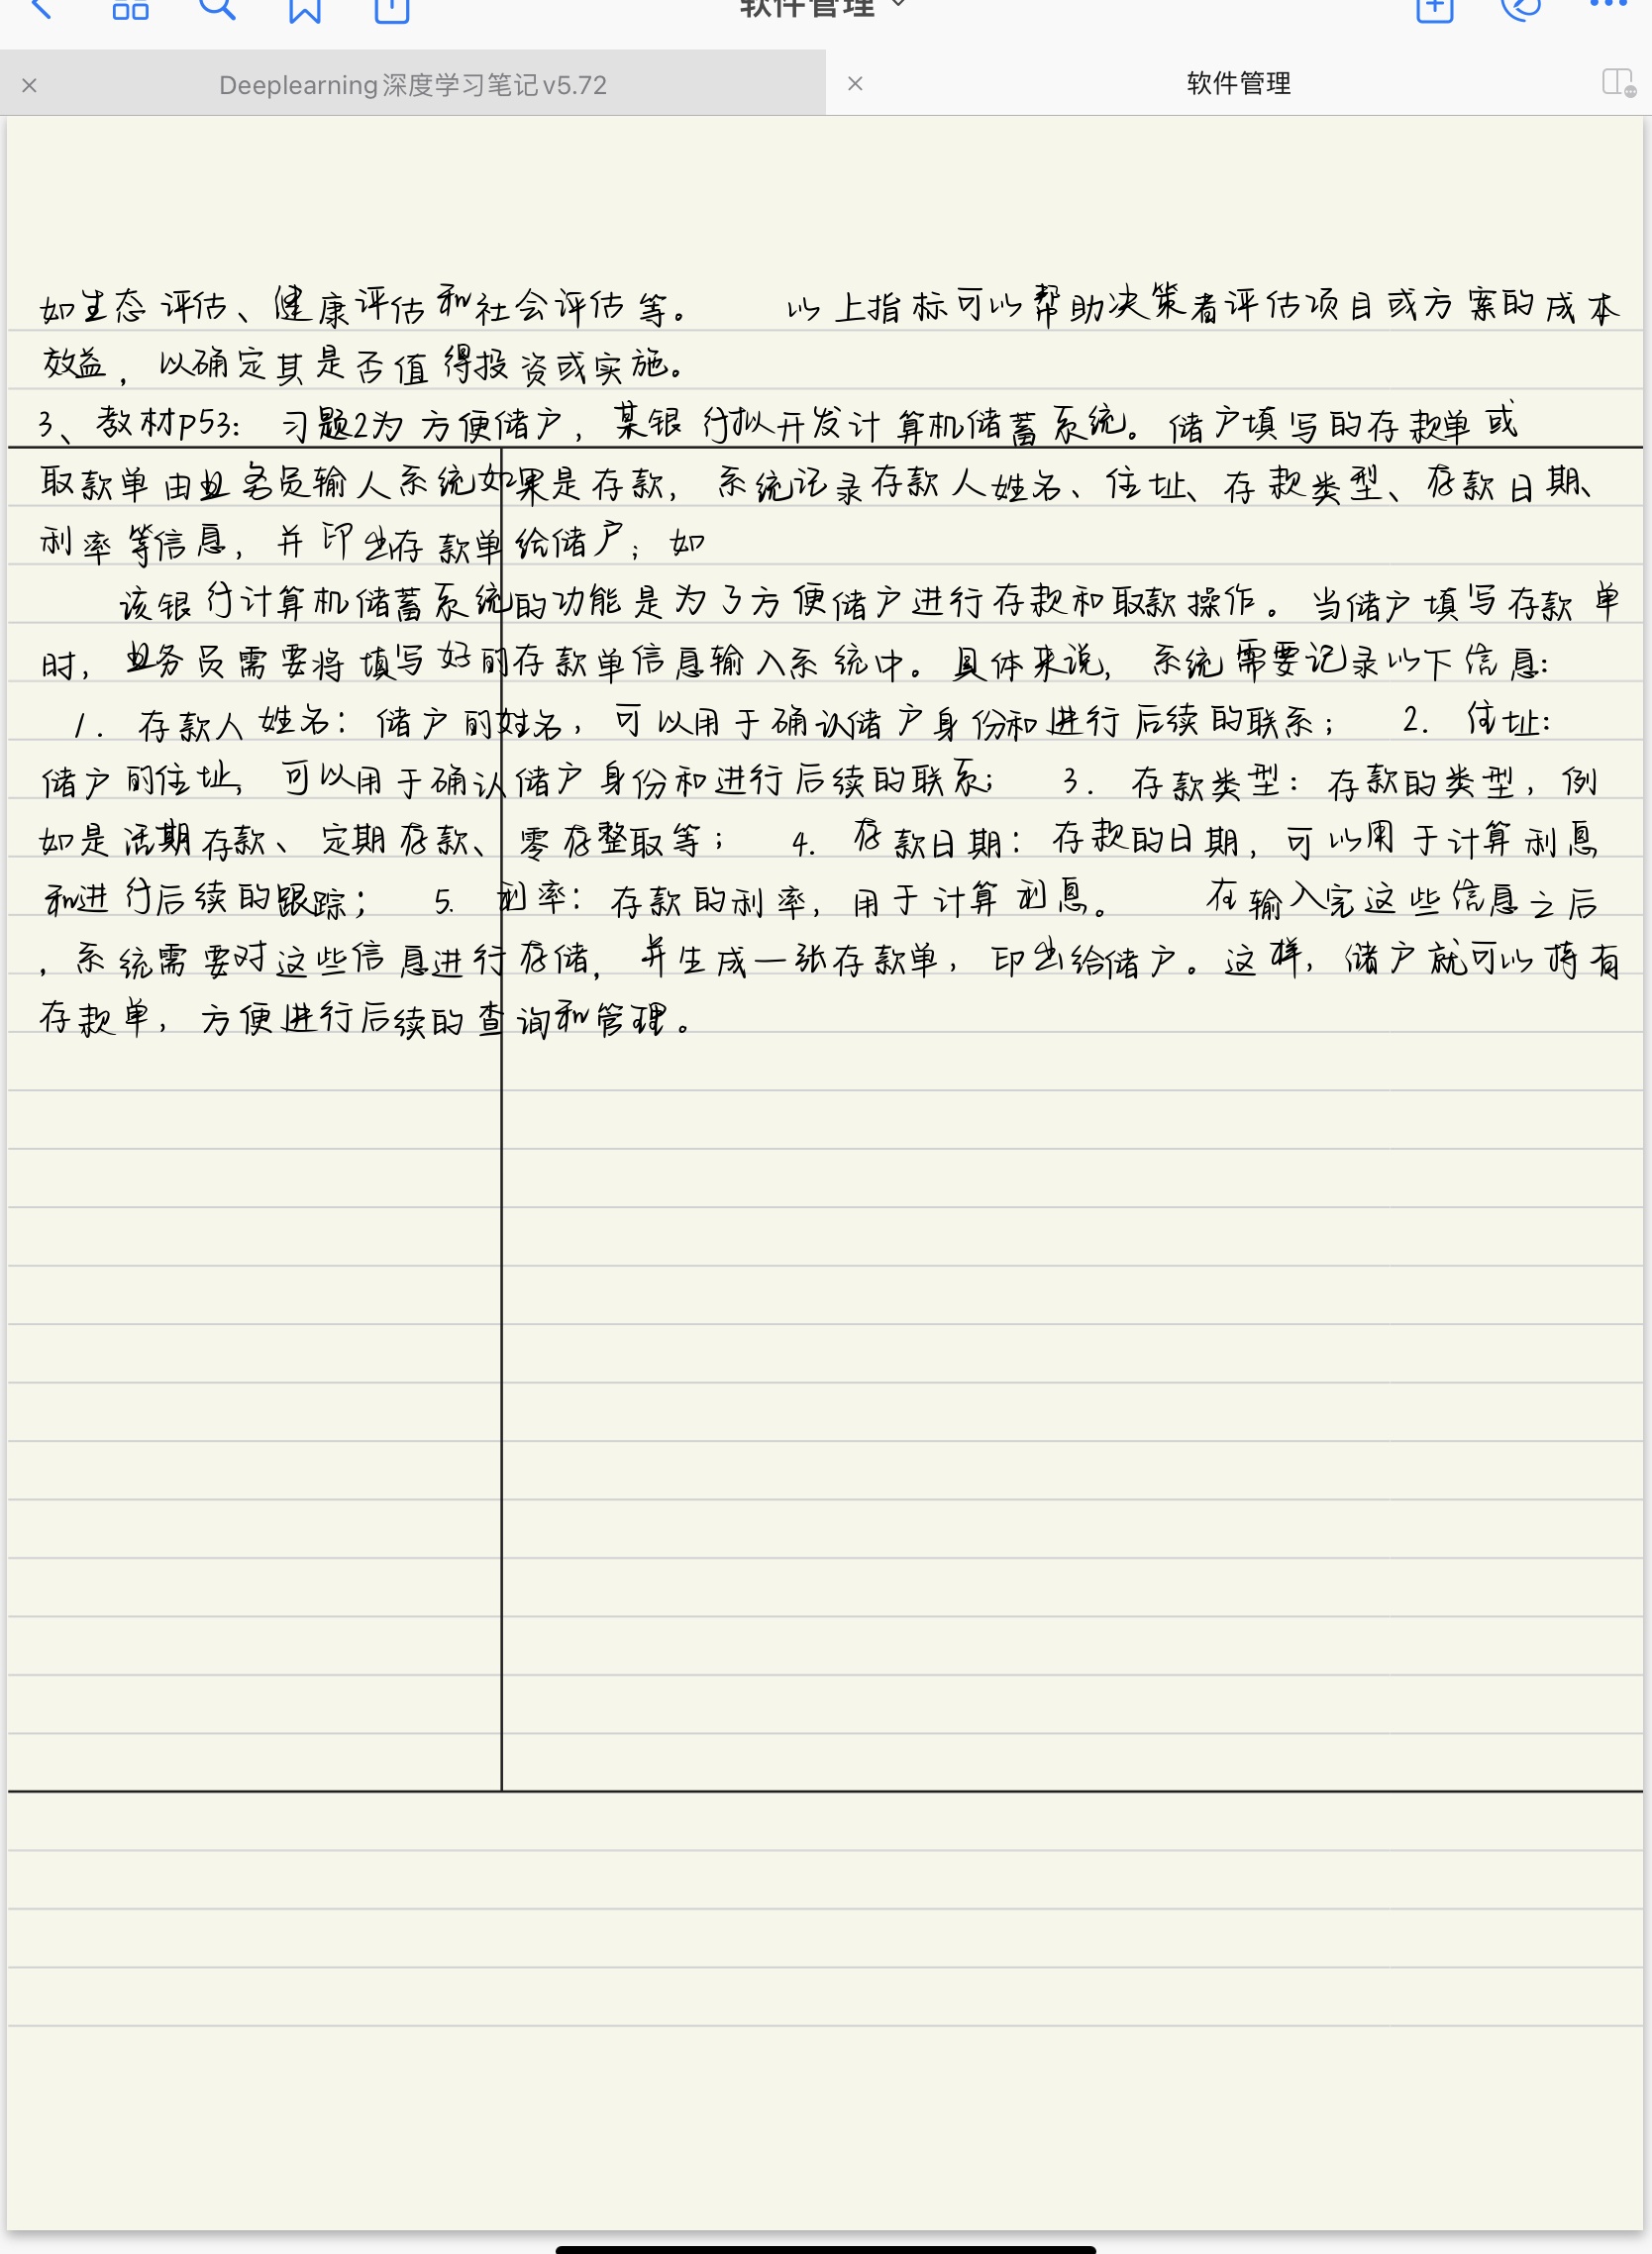 软件管理
Deeplearning深度学习笔记v5.72
软件管理
如生态评估、健康评估和社会评估等。 以上指标可以帮助决策者评估项目或方案的成本
效益，以确定其是否值得投资或实施。
3、教材p53: 习题2为方便储户，某银行拟开发计算机储蓄系统。储户填写的存款单或
取款单由业务员输人系统如果是存款，系统记录存款人姓名、住址、存款类型、存款日期、
利率等信息，并印出存款单给储户；如
该银行计算机储蓄系统的功能是为了方便储户进行存款和取款操作。当储户填写存款单
时，业务员需要将填写好的存款单信息输入系统中。具体来说，系统需要记录以下信息：
1. 存款人姓名：储户的姓名，可以用于确认储户身份和进行后续的联系； 2. 住址：
储户的住址，可以用于确认储户身份和进行后续的联系； 3. 存款类型：存款的类型，例
如是活期存款、定期存款、零存整取等； 4. 存款日期：存款的日期，可以用于计算利息
和进行后续的跟踪； 5. 利率：存款的利率，用于计算利息。 在输入完这些信息之后
，系统需要对这些信息进行存储，并生成一张存款单，印出给储户。这样，储户就可以持有
存款单，方便进行后续的查询和管理。